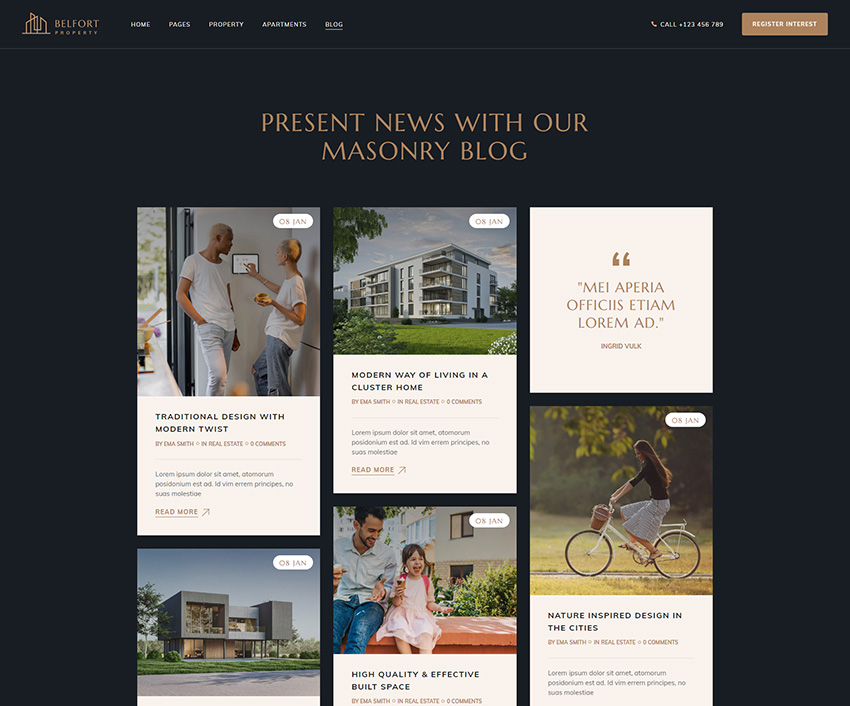 BELFORT
PROPERTY
HOME
PAGES
PROPERTY
APARTMENTS
BLOG
CALL +123 456 789
REGISTER INTEREST
PRESENT NEWS WITH OUR
MASONRY BLOG
08 JAN
TRADITIONAL DESIGN WITH
MODERN TWIST
BY EMA SMITH IN REAL ESTATE 0 COMMENTS
Lorem ipsum dolor sit amet, atomorum
posidonium est ad. Id vim errem principes, no
suas molestiae
READ MORE
08 JAN
08 JAN
MODERN WAY OF LIVING IN A
CLUSTER HOME
BY EMA SMITH IN REAL ESTATE 0 COMMENTS
Lorem ipsum dolor sit amet, atomorum
posidonium est ad. Id vim errem principes, no
suas molestiae
READ MORE
08 JAN
HIGH QUALITY & EFFECTIVE
BUILT SPACE
BY EMA SMITH IN REAL ESTATE 0 COMMENTS
“
"MEI APERIA
OFFICIIS ETIAM
LOREM AD."
INGRID VULK
08 JAN
NATURE INSPIRED DESIGN IN
THE CITIES
BY EMA SMITH IN REAL ESTATE 0 COMMENTS
Lorem ipsum dolor sit amet, atomorum
posidonium est ad. Id vim errem principes, no
suas molestiae